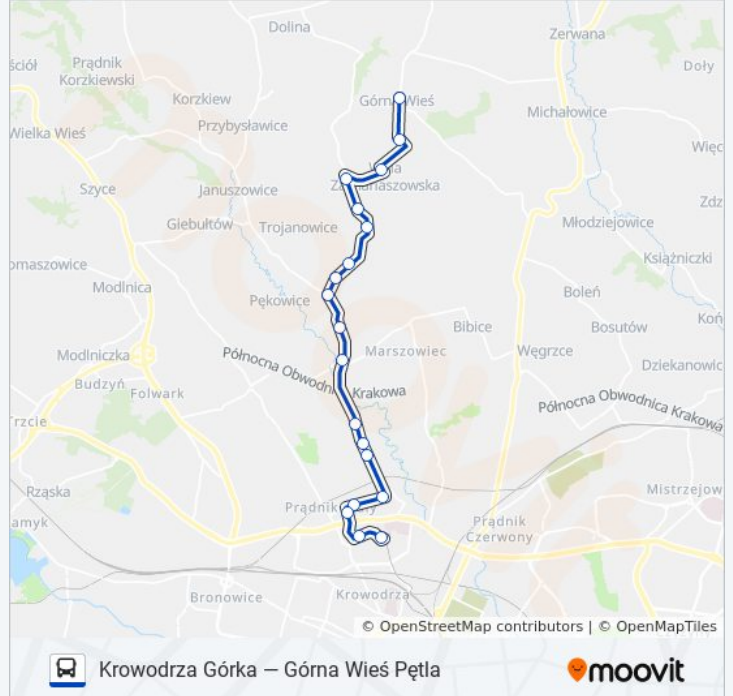 Dolina
Zerwana
ściół
Prądnik
Korzkiewski
Doły
Korzkiew
Górna Wieś
Michałowice
Wielka Wieś
Przybysławice
Więc
Szyce
Januszowice
Zdz
Giebułtów
Trojanowice
Młodziejowice
omaszowice
Książniczki
Modlnica
Pękowice
Boleń
Koń
Bibice
Bosutów
Modlniczka
Marszowiec
Węgrzce
Północna Obwodni
Krakowa
Dziekanowic
Budzyń
Folwark
Północna Obwodnica Krakowa
Trzcie
Rząska
Mistrzejow
Prądnik
amyk
Prądnik
Czerwony
Bronowice
Krowodrza
© OpenStreetMap contributors | © OpenMapTiles
Krowodrza Górka — Górna Wieś Pętla
moovit